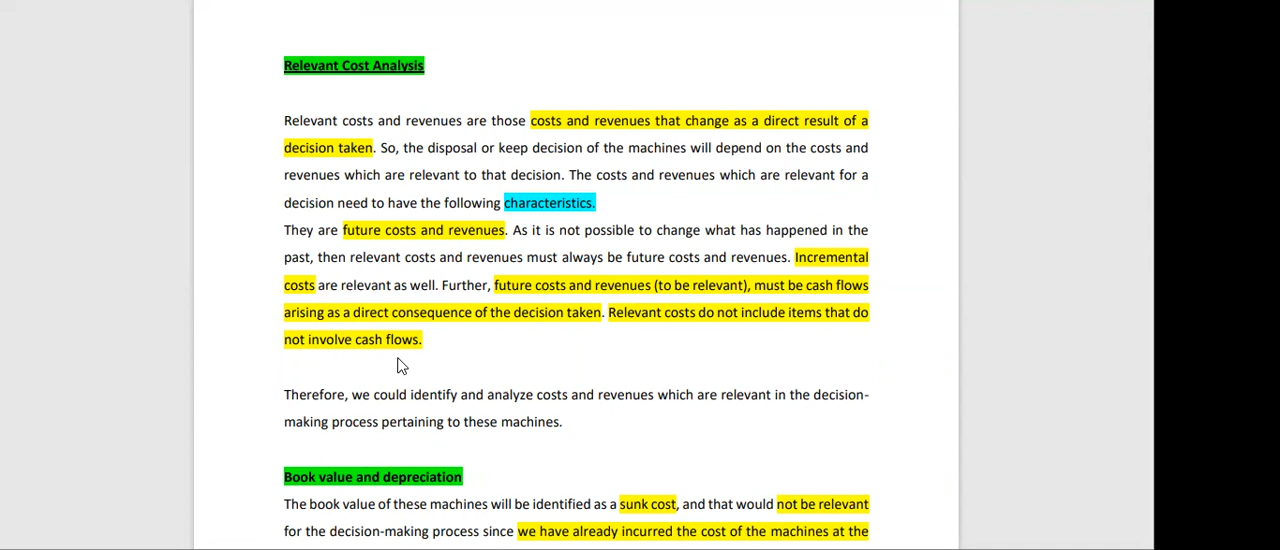 Relevant Cost Analysis
Relevant costs and revenues are those costs and revenues that change as a direct result of a
decision taken. So, the disposal or keep decision of the machines will depend on the costs and
revenues which are relevant to that decision. The costs and revenues which are relevant for a
decision need to have the following characteristics.
They are future costs and revenues. As it is not possible to change what has happened in the
past, then relevant costs and revenues must always be future costs and revenues. Incremental
costs are relevant as well. Further, future costs and revenues (to be relevant), must be cash flows
arising as a direct consequence of the decision taken. Relevant costs do not include items that do
not involve cash flows.
Therefore, we could identify and analyze costs and revenues which are relevant in the decision-
making process pertaining to these machines.
Book value and depreciation
The book value of these machines will be identified as a sunk cost, and that would not be relevant
for the decision-making process since we have already incurred the cost of the machines at the